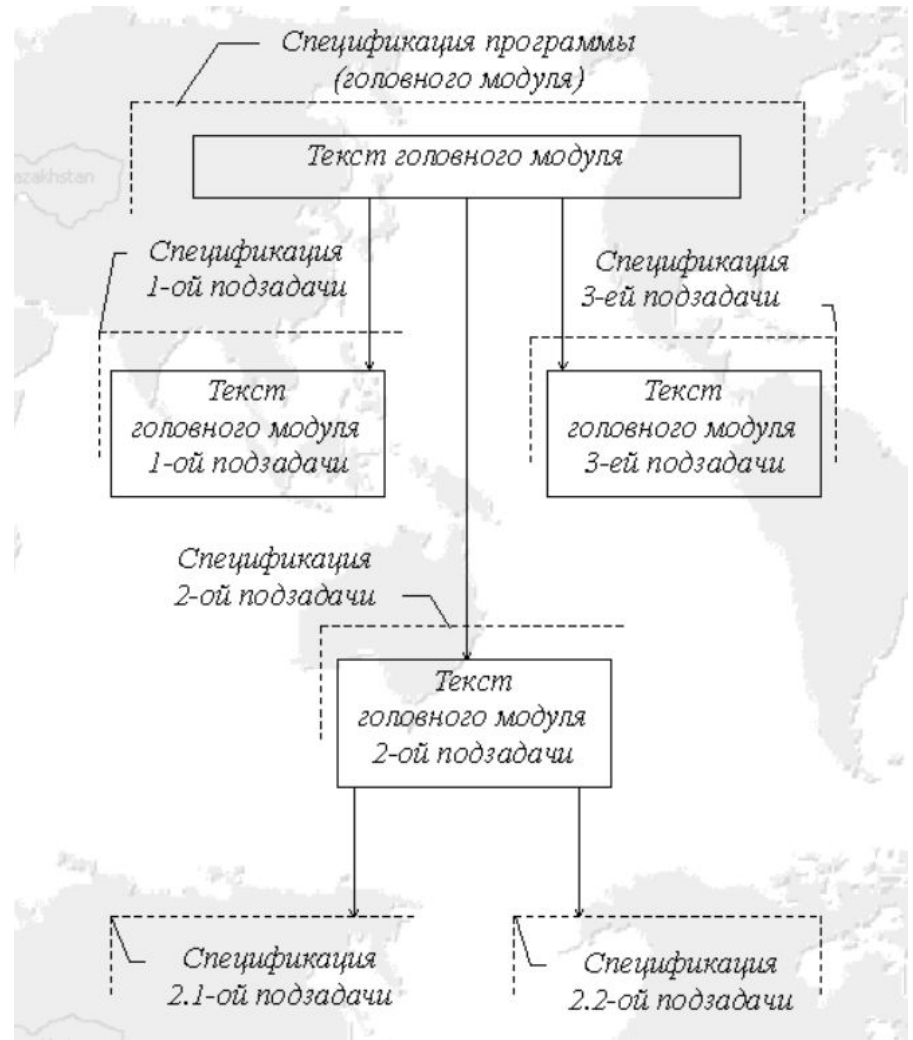 Спецификация программы
(головного модуля)
Текст головного модуля
azakhstan
Спецификация
1-ой подзадачи
Спецификация
3-ей подзадачи
Текст
головного модуля
1-ой подзадачи
Текст
головного модуля
3-ей подзадачи
Спецификация
2-ой подзадачи
Текст
головного модуля
2-ой подзадачи
Спецификация
2.1-ой подзадачи
Спецификация
2.2-ой подзадачи